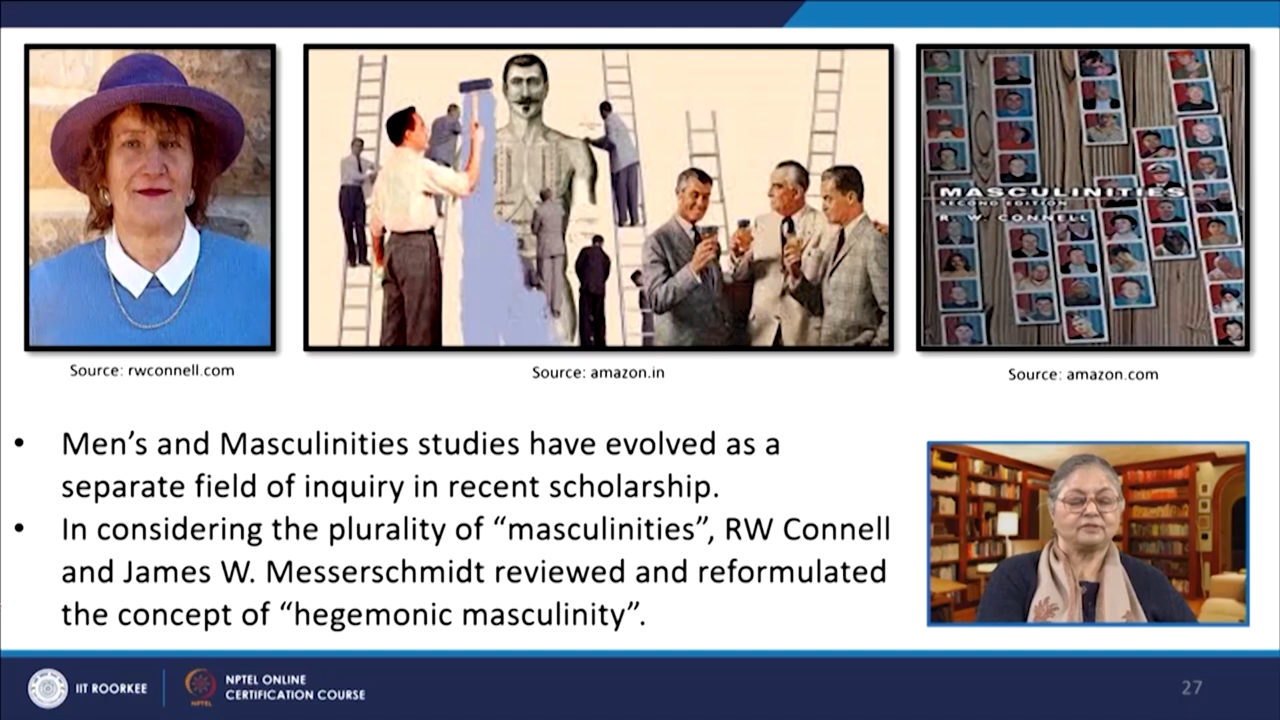 MASCULINITIES
SECOND EDITION
R. W. CONNELL
Source: rwconnell.com
Source: amazon.in
Source: amazon.com
• Men’s and Masculinities studies have evolved as a
separate field of inquiry in recent scholarship.
• In considering the plurality of “masculinities”, RW Connell
and James W. Messerschmidt reviewed and reformulated
the concept of “hegemonic masculinity”.
IIT ROORKEE
NPTEL
NPTEL ONLINE
CERTIFICATION COURSE
27